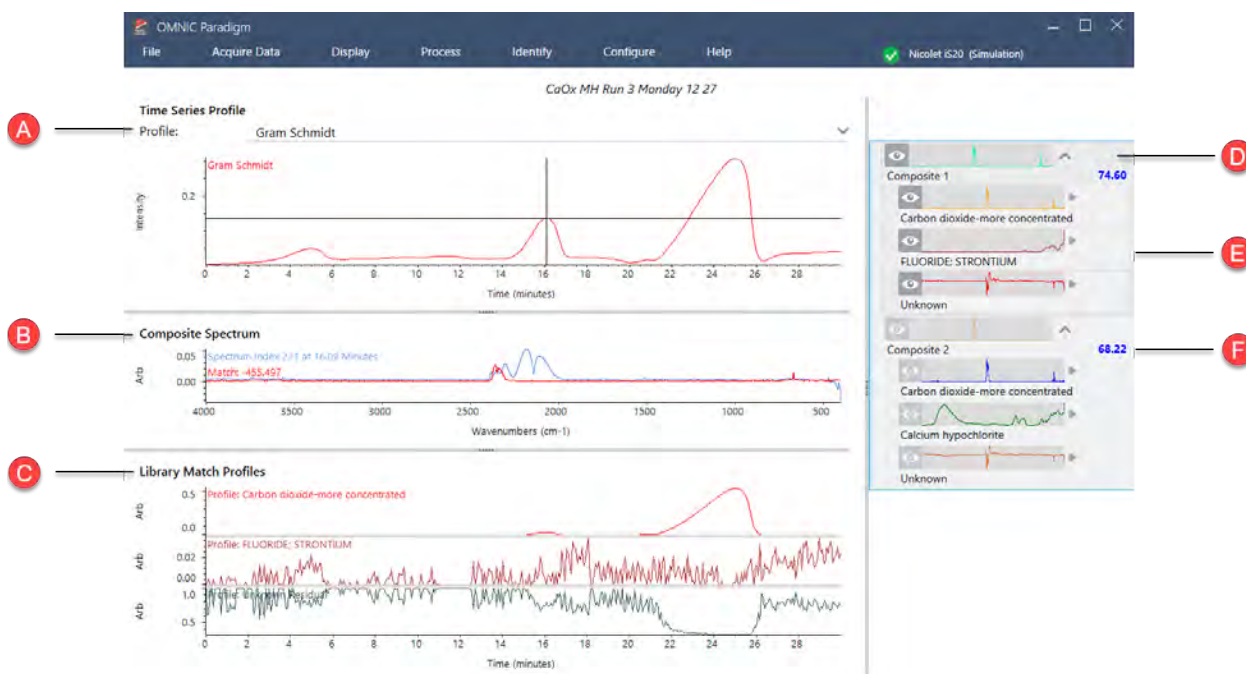 OMNIC Paradigm
File Acquire Data Display Process Identify Configure Help
Nicolet iS20 (Simulation)
CaOx MH Run 3 Monday 12 27
Time Series Profile
A
Profile: Gram Schmidt
Gram Schmidt
Intensity
0.2
0 2 4 6 8 10 12 14 16 18 20 22 24 26 28
Time (minutes)
B
Composite Spectrum
Spectrum Index 221 at 16.09 Minutes
Match: -455.497
Arb
0.05
0.00
4000 3500 3000 2500 2000 1500 1000 500
Wavenumbers (cm-1)
C
Library Match Profiles
Profile: Carbon dioxide-more concentrated
Arb
0.5
0.0
Profile: FLUORIDE; STRONTIUM
Arb
0.02
0.00
Profile: Unknown Residual
Arb
1.0
0.5
0 2 4 6 8 10 12 14 16 18 20 22 24 26 28
Time (minutes)
D
Composite 1 74.60
Carbon dioxide-more concentrated
E
FLUORIDE; STRONTIUM
Unknown
F
Composite 2 68.22
Carbon dioxide-more concentrated
Calcium hypochlorite
Unknown